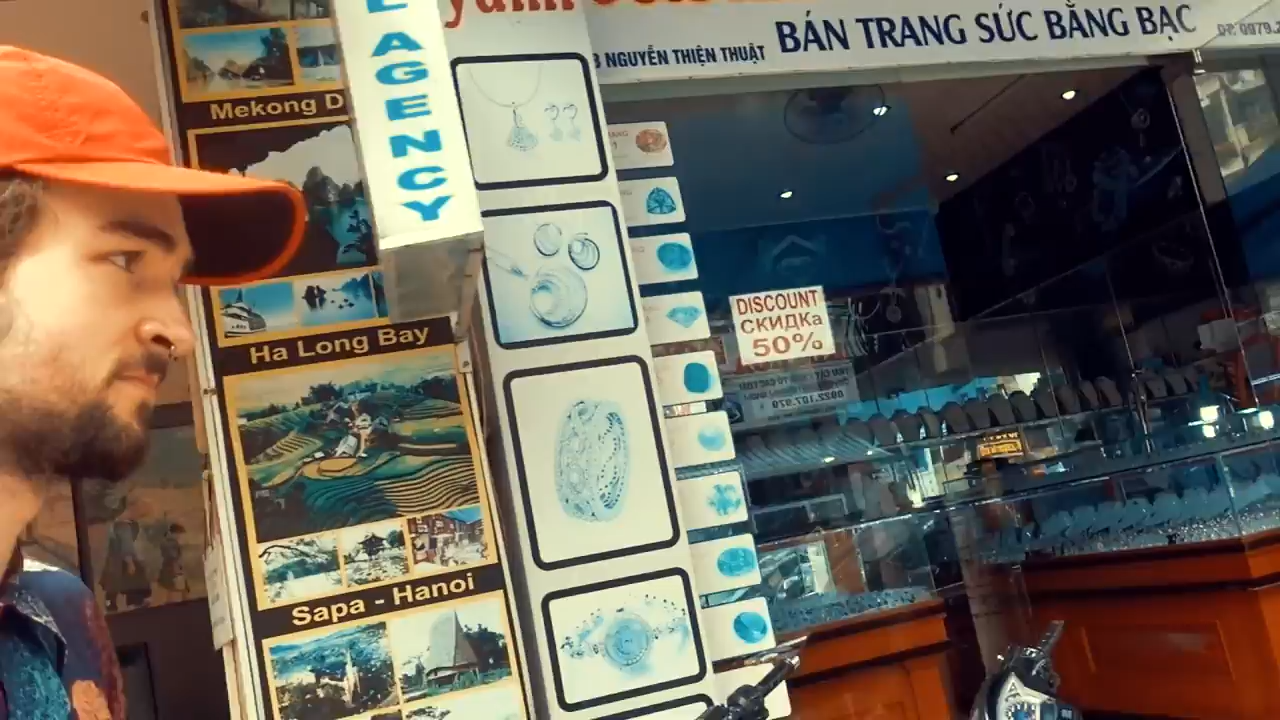 AGENCY
BÁN TRANG SỨC BẰNG BẠC
NGUYỄN THIỆN THUẬT
Mekong D
Ha Long Bay
Sapa - Hanoi
DISCOUNT
СКИДКа
50%